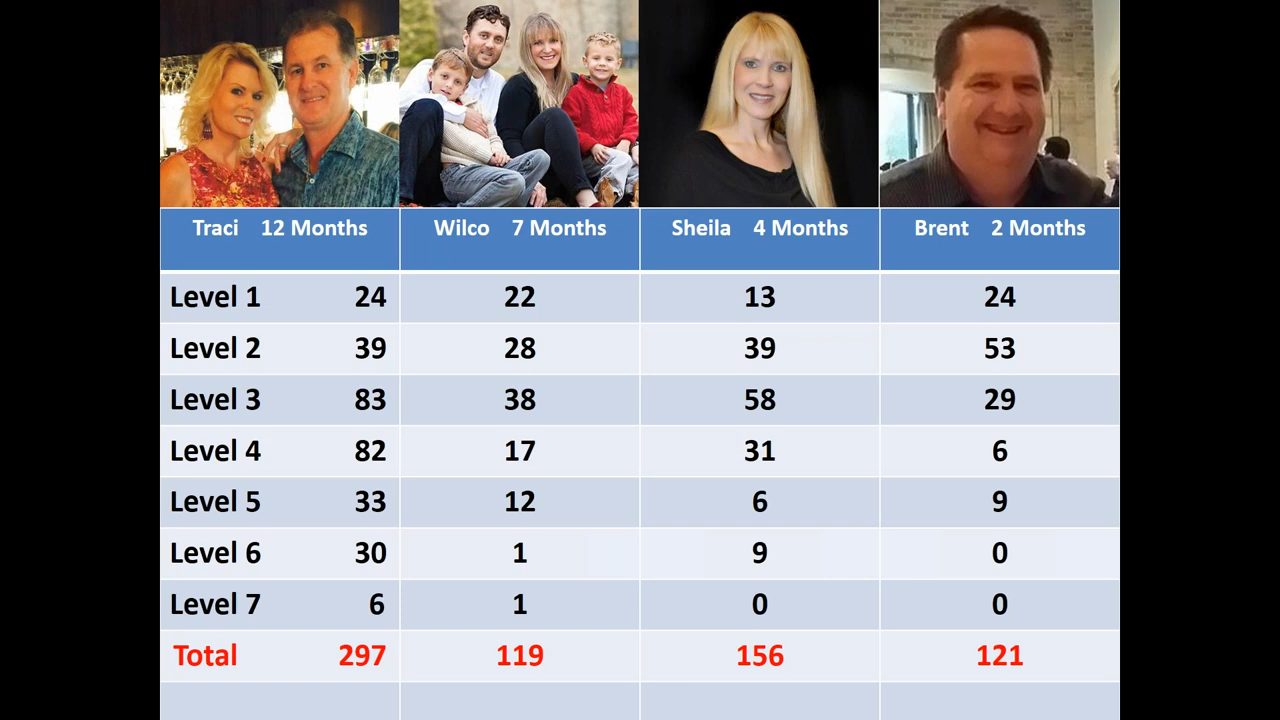 Traci 12 Months Wilco 7 Months Sheila 4 Months Brent 2 Months
Level 1 24 22 13 24
Level 2 39 28 39 53
Level 3 83 38 58 29
Level 4 82 17 31 6
Level 5 33 12 6 9
Level 6 30 1 9 0
Level 7 6 1 0 0
Total 297 119 156 121